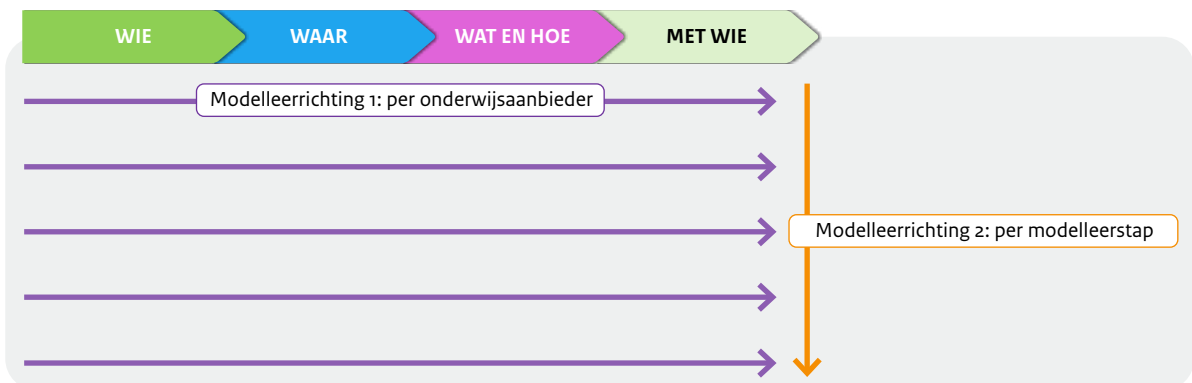 WIE
WAAR
WAT EN HOE
MET WIE
Modelleerrichting 1: per onderwijsaanbieder
Modelleerrichting 2: per modelleerstap